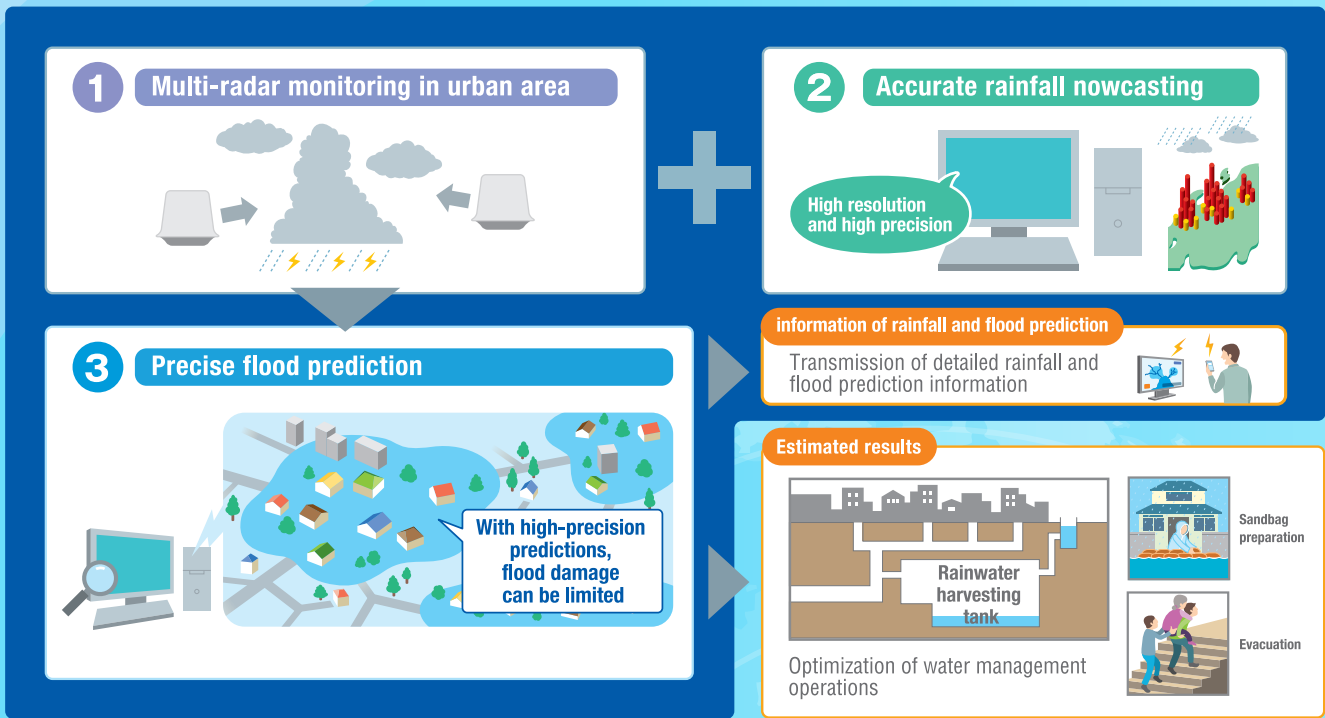 1
Multi-radar monitoring in urban area
2
Accurate rainfall nowcasting
High resolution
and high precision
3
Precise flood prediction
With high-precision
predictions,
flood damage
can be limited
information of rainfall and flood prediction
Transmission of detailed rainfall and
flood prediction information
Estimated results
Rainwater
harvesting
tank
Optimization of water management
operations
Sandbag
preparation
Evacuation